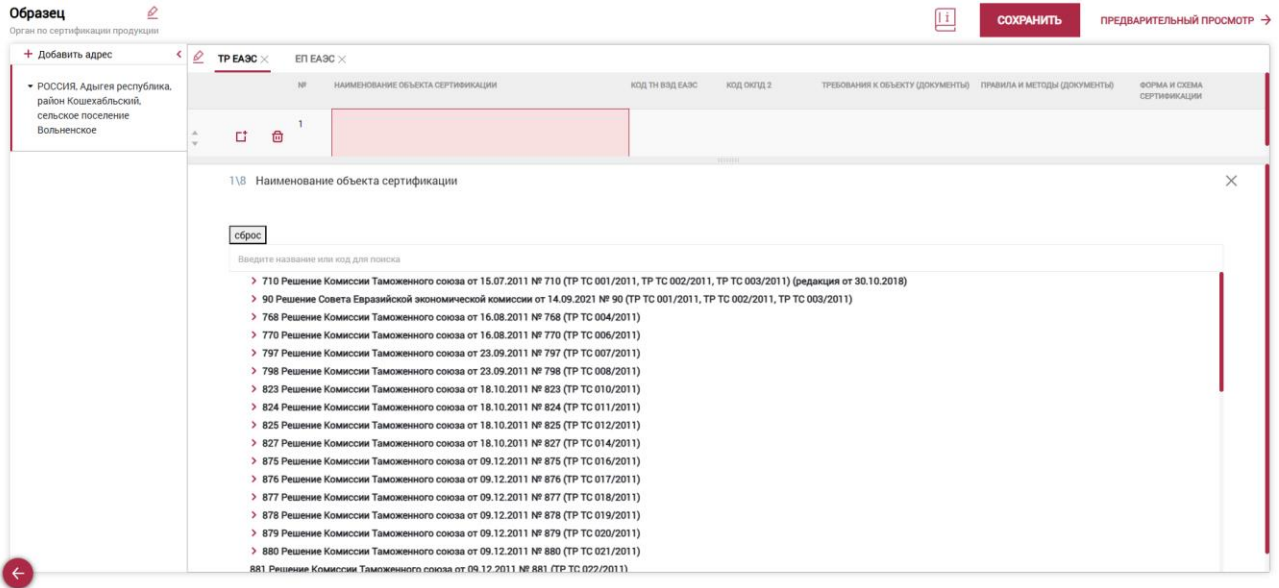 Образец
Орган по сертификации продукции
СОХРАНИТЬ
ПРЕДВАРИТЕЛЬНЫЙ ПРОСМОТР
+ Добавить адрес
РОССИЯ, Адыгея республика,
район Кошехабльский,
сельское поселение
Вольненское
ТР ЕАЭС
ЕП ЕАЭС
№ НАИМЕНОВАНИЕ ОБЪЕКТА СЕРТИФИКАЦИИ КОД ТН ВЭД ЕАЭС КОД ОКПД 2 ТРЕБОВАНИЯ К ОБЪЕКТУ (ДОКУМЕНТЫ) ПРАВИЛА И МЕТОДЫ (ДОКУМЕНТЫ) ФОРМА И СХЕМА
СЕРТИФИКАЦИИ
1
1\8 Наименование объекта сертификации
сброс
Введите название или код для поиска
710 Решение Комиссии Таможенного союза от 15.07.2011 № 710 (ТР ТС 001/2011, ТР ТС 002/2011, ТР ТС 003/2011) (редакция от 30.10.2018)
90 Решение Совета Евразийской экономической комиссии от 14.09.2021 № 90 (ТР ТС 001/2011, ТР ТС 002/2011, ТР ТС 003/2011)
768 Решение Комиссии Таможенного союза от 16.08.2011 № 768 (ТР ТС 004/2011)
770 Решение Комиссии Таможенного союза от 16.08.2011 № 770 (ТР ТС 006/2011)
797 Решение Комиссии Таможенного союза от 23.09.2011 № 797 (ТР ТС 007/2011)
798 Решение Комиссии Таможенного союза от 23.09.2011 № 798 (ТР ТС 008/2011)
823 Решение Комиссии Таможенного союза от 18.10.2011 № 823 (ТР ТС 010/2011)
824 Решение Комиссии Таможенного союза от 18.10.2011 № 824 (ТР ТС 011/2011)
825 Решение Комиссии Таможенного союза от 18.10.2011 № 825 (ТР ТС 012/2011)
827 Решение Комиссии Таможенного союза от 18.10.2011 № 827 (ТР ТС 014/2011)
875 Решение Комиссии Таможенного союза от 09.12.2011 № 875 (ТР ТС 016/2011)
876 Решение Комиссии Таможенного союза от 09.12.2011 № 876 (ТР ТС 017/2011)
877 Решение Комиссии Таможенного союза от 09.12.2011 № 877 (ТР ТС 018/2011)
878 Решение Комиссии Таможенного союза от 09.12.2011 № 878 (ТР ТС 019/2011)
879 Решение Комиссии Таможенного союза от 09.12.2011 № 879 (ТР ТС 020/2011)
880 Решение Комиссии Таможенного союза от 09.12.2011 № 880 (ТР ТС 021/2011)
881 Решение Комиссии Таможенного союза от 09.12.2011 № 881 (ТР ТС 022/2011)